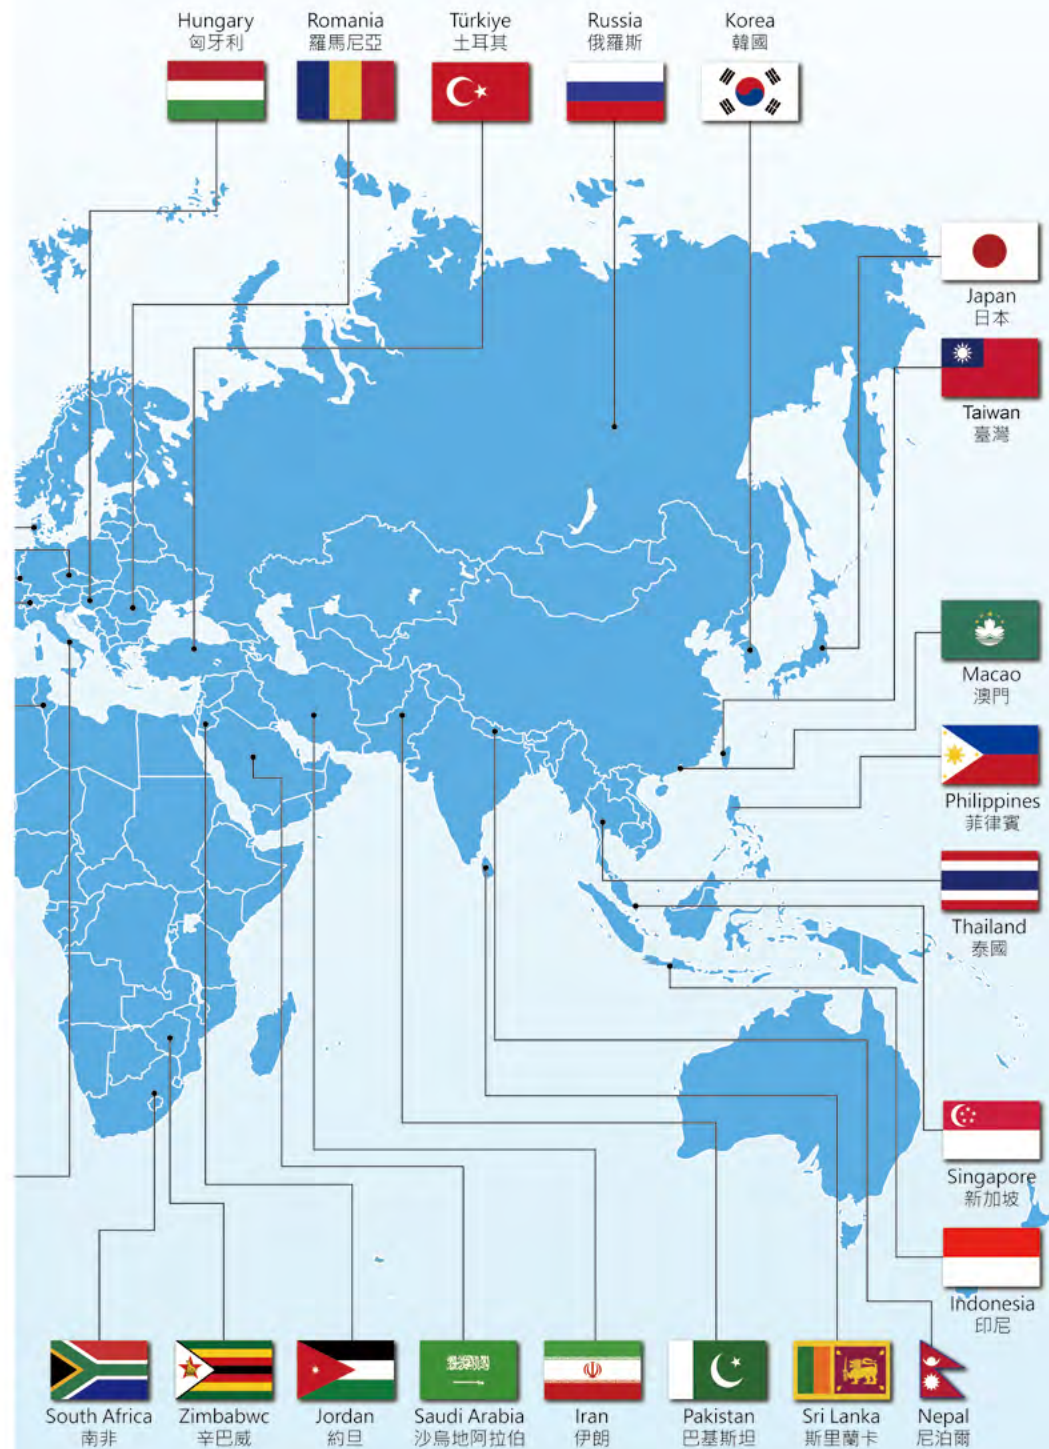 Hungary
匈牙利
Romania
羅馬尼亞
Türkiye
土耳其
Russia
俄羅斯
Korea
韓國
Japan
日本
Taiwan
臺灣
Macao
澳門
Philippines
菲律賓
Thailand
泰國
Singapore
新加坡
Indonesia
印尼
South Africa
南非
Zimbabwc
辛巴威
Jordan
約旦
Saudi Arabia
沙烏地阿拉伯
Iran
伊朗
Pakistan
巴基斯坦
Sri Lanka
斯里蘭卡
Nepal
尼泊爾